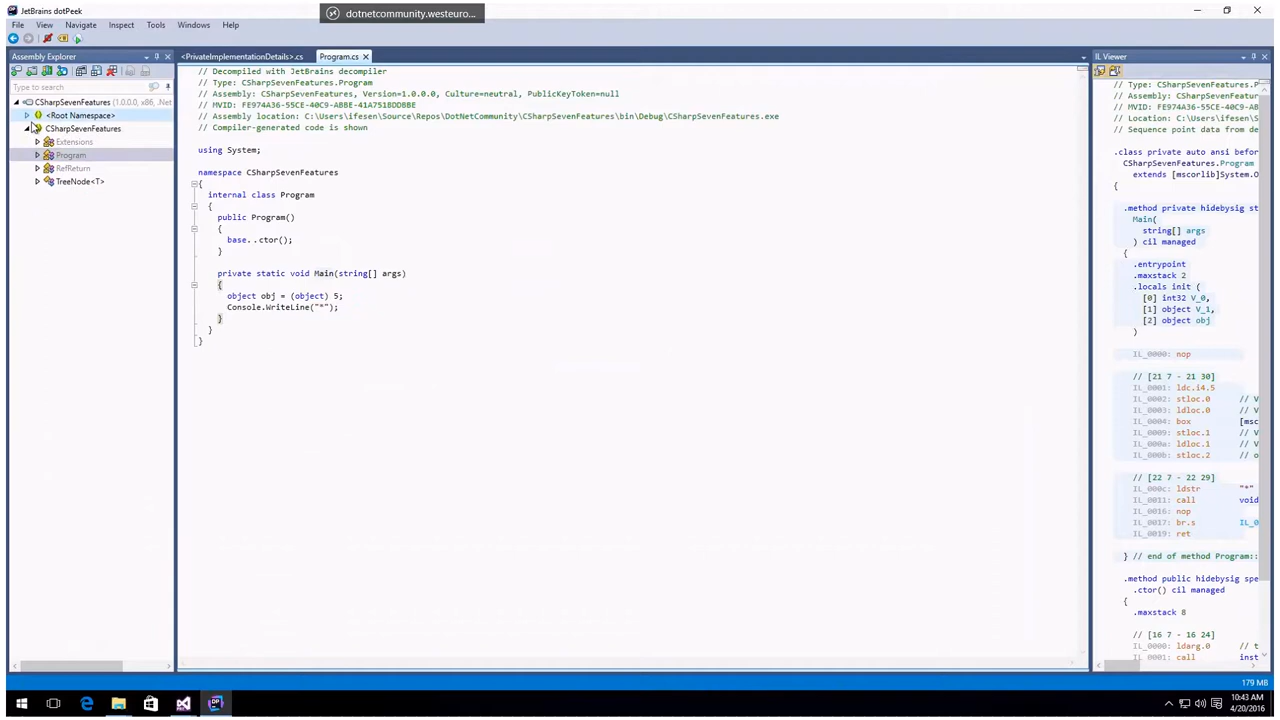 JetBrains dotPeek
dotnetcommunity.westeuro...
File View Navigate Inspect Tools Windows Help
Assembly Explorer
Type to search
CSharpSevenFeatures (1.0.0.0, x86, .Net
<Root Namespace>
CSharpSevenFeatures
Extensions
Program
RefReturn
TreeNode<T>
<PrivateImplementationDetails>.cs
Program.cs
// Decompiled with JetBrains decompiler
// Type: CSharpSevenFeatures.Program
// Assembly: CSharpSevenFeatures, Version=1.0.0.0, Culture=neutral, PublicKeyToken=null
// MVID: FE974A36-55CE-40C9-ABBE-41A751BDDBBE
// Assembly location: C:\Users\ifesen\Source\Repos\DotNetCommunity\CSharpSevenFeatures\bin\Debug\CSharpSevenFeatures.exe
// Compiler-generated code is shown
using System;
namespace CSharpSevenFeatures
{
internal class Program
{
public Program()
{
base..ctor();
}
private static void Main(string[] args)
{
object obj = (object) 5;
Console.WriteLine("*");
}
}
}
IL Viewer
// Type: CSharpSevenFeatures.P
// Assembly: CSharpSevenFeatur
// MVID: FE974A36-55CE-40C9-AB
// Location: C:\Users\ifesen\S
// Sequence point data from de
.class private auto ansi befor
CSharpSevenFeatures.Program
extends [mscorlib]System.O
{
.method private hidebysig st
Main(
string[] args
) cil managed
{
.entrypoint
.maxstack 2
.locals init (
[0] int32 V_0,
[1] object V_1,
[2] object obj
)
IL_0000: nop
// [21 7 - 21 30]
IL_0001: ldc.i4.5
IL_0002: stloc.0 // V
IL_0003: ldloc.0 // V
IL_0004: box [msc
IL_0009: stloc.1 // V
IL_000a: ldloc.1 // V
IL_000b: stloc.2 // o
// [22 7 - 22 29]
IL_000c: ldstr "*"
IL_0011: call void
IL_0016: nop
IL_0017: br.s IL_0
IL_0019: ret
} // end of method Program::
.method public hidebysig spe
.ctor() cil managed
{
.maxstack 8
// [16 7 - 16 24]
IL_0000: ldarg.0 // t
IL_0001: call inst
179 MB
10:43 AM
4/20/2016